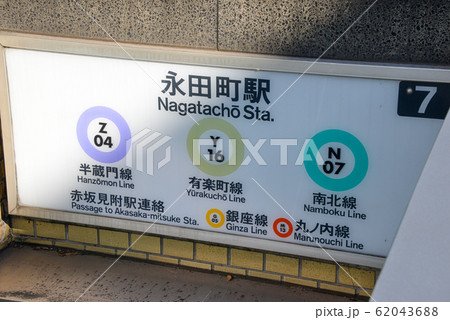 永田町駅
Nagatachō Sta.
7
Z
04
Y
16
N
07
半蔵門線
Hanzōmon Line
有楽町線
Yūrakuchō Line
南北線
Namboku Line
赤坂見附駅連絡
Passage to Akasaka-mitsuke Sta.
銀座線
Ginza Line
丸ノ内線
Marunouchi Line
PIXTA
62043688